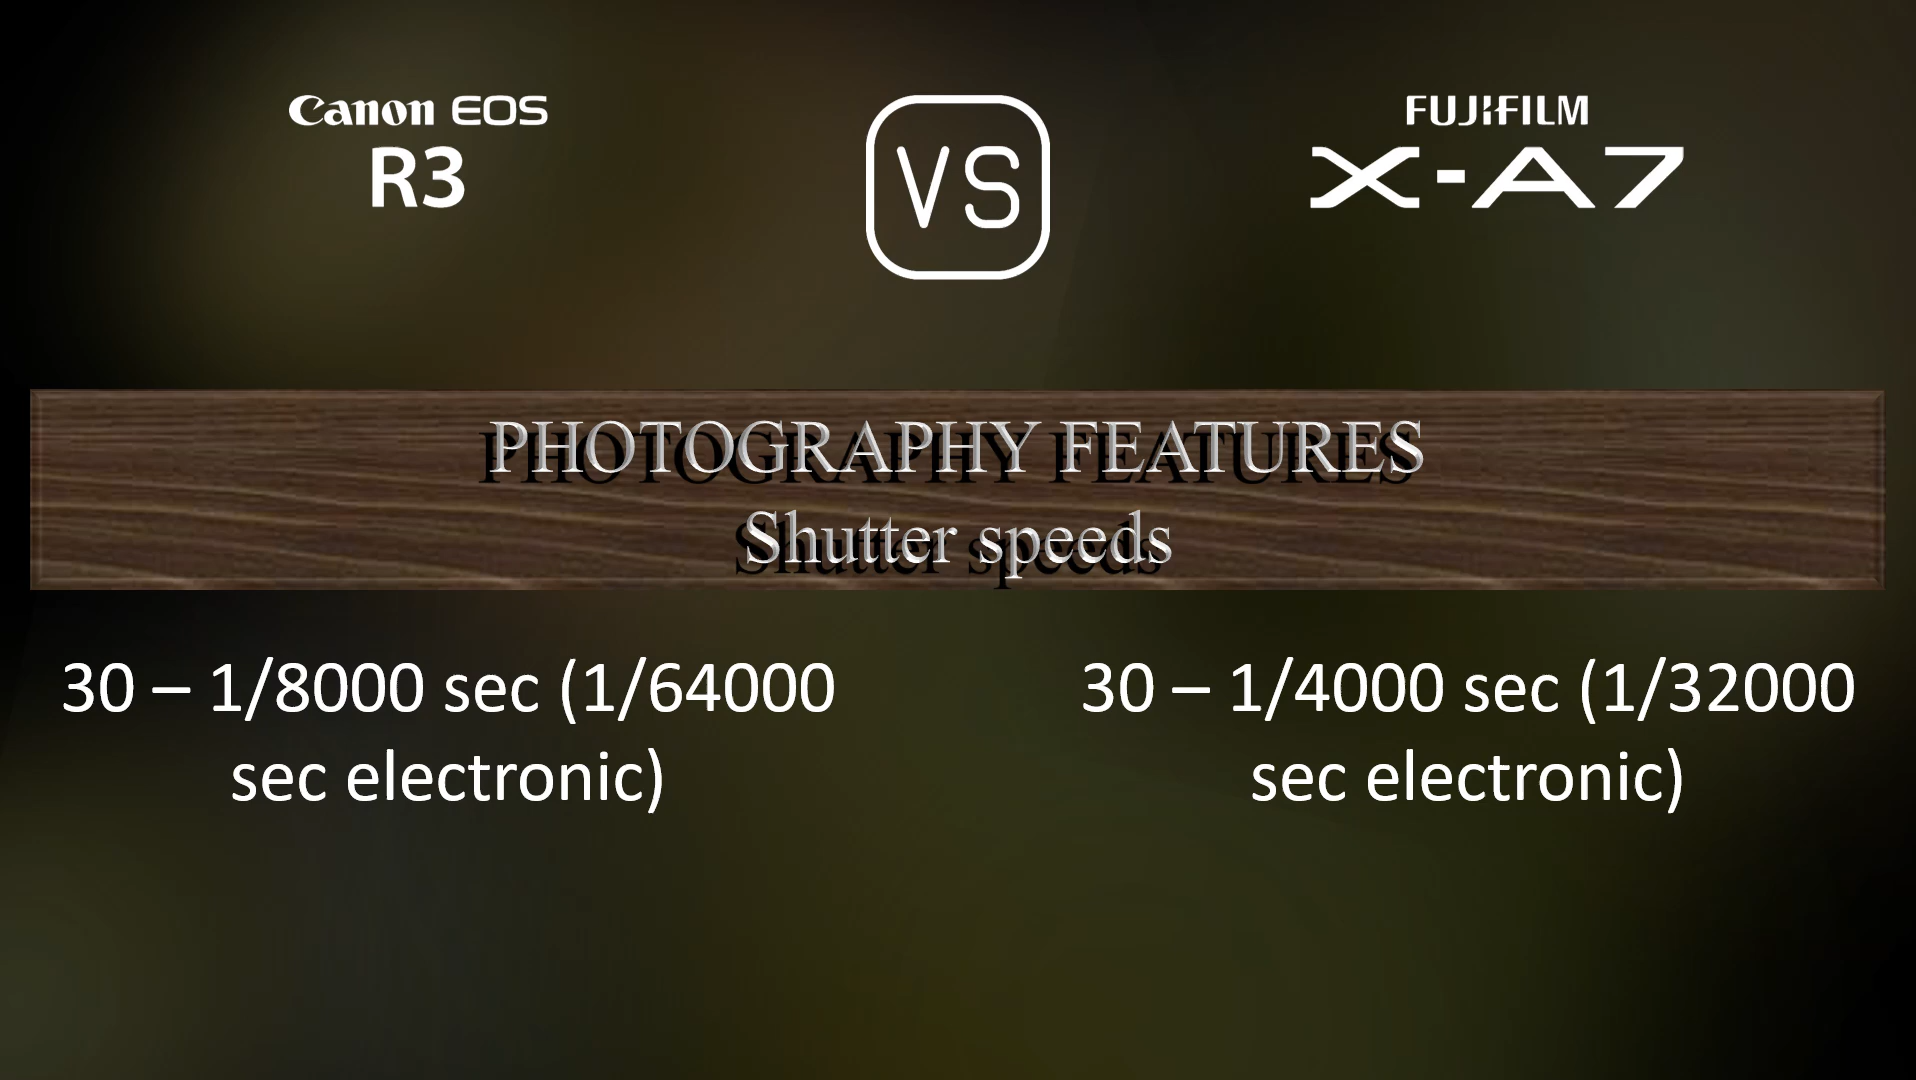 Canon EOS
R3
VS
FUJIFILM
X-A7
PHOTOGRAPHY FEATURES
Shutter speeds
30 – 1/8000 sec (1/64000
sec electronic)
30 – 1/4000 sec (1/32000
sec electronic)